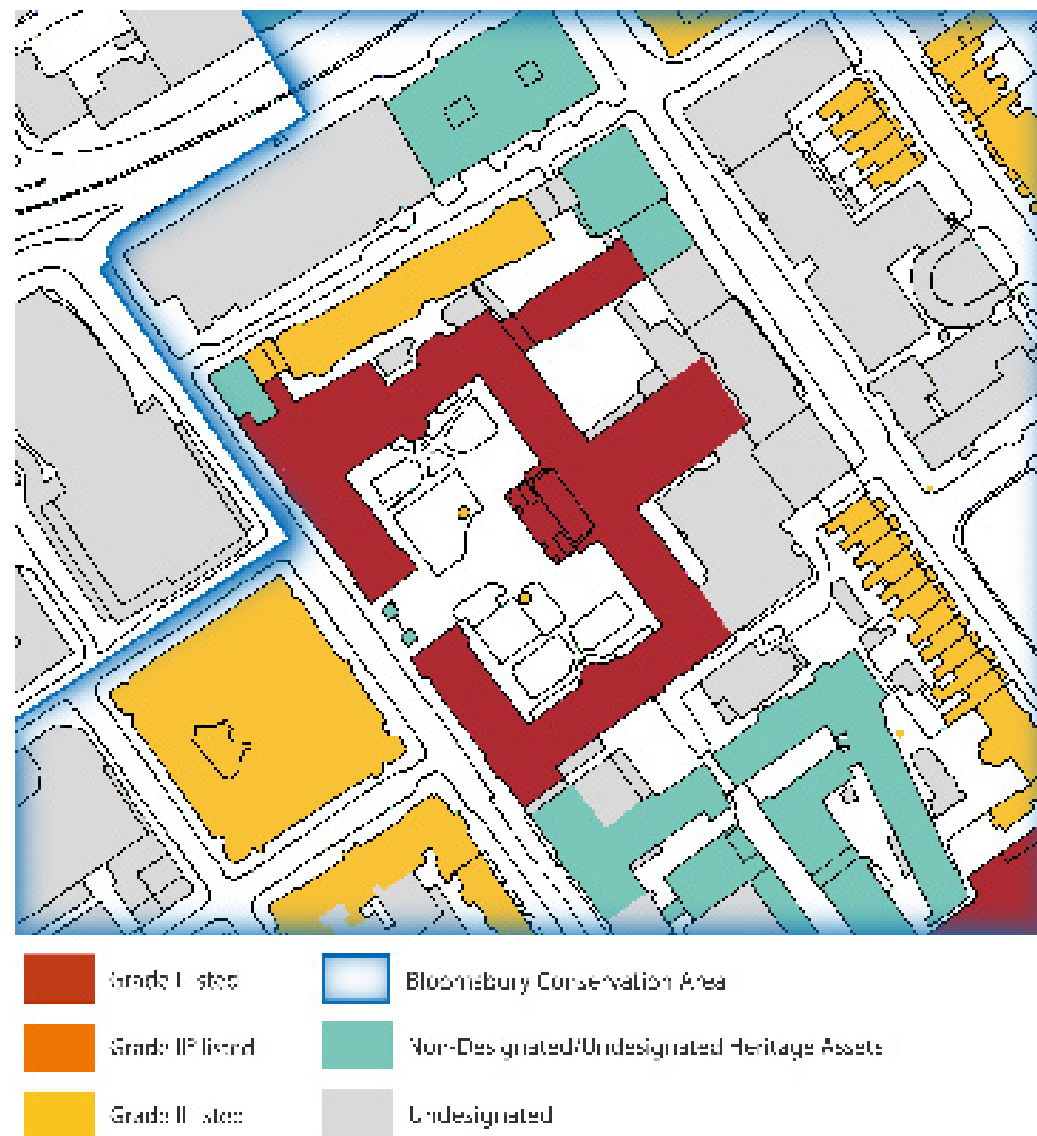 Grade I Listed
Grade II* listed
Grade II Listed
Bloomsbury Conservation Area
Non-Designated/Undesignated Heritage Assets
Undesignated